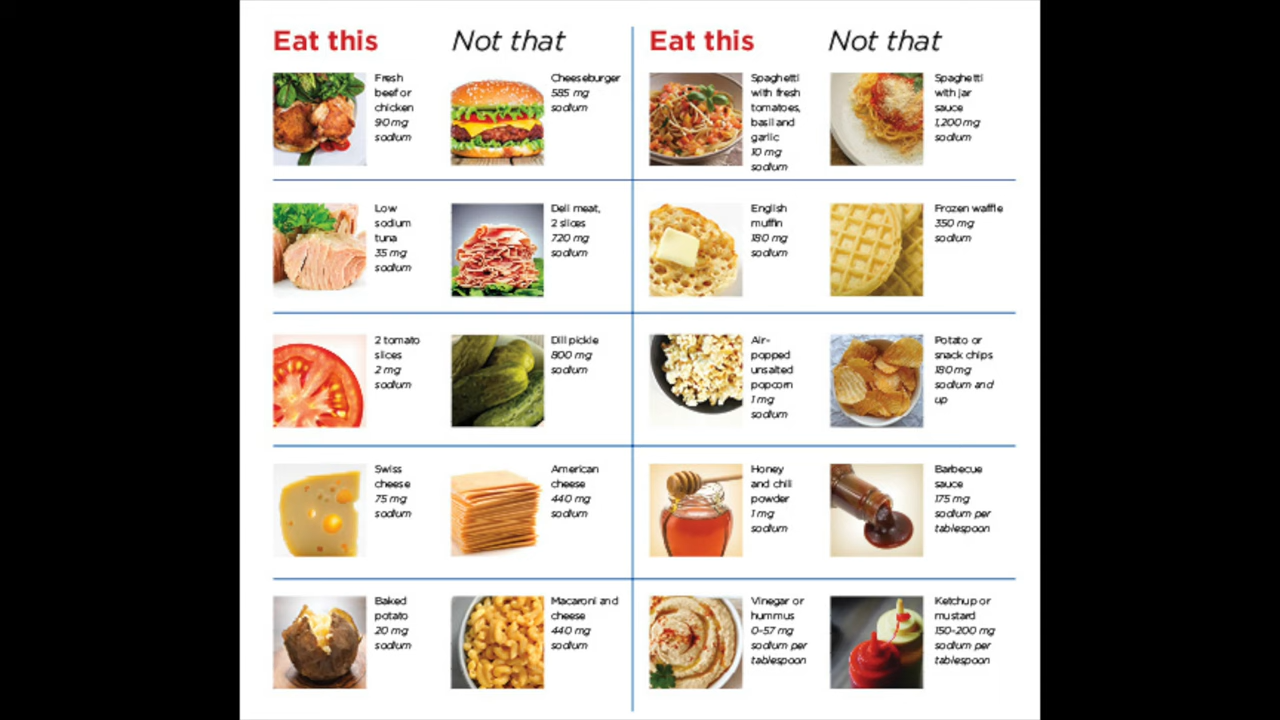 Eat this
Not that
Eat this
Not that
Fresh
beef or
chicken
90 mg
sodium
Cheeseburger
585 mg
sodium
Spaghetti
with fresh
tomatoes,
basil and
garlic
10 mg
sodium
Spaghetti
with jar
sauce
1,200 mg
sodium
Low
sodium
tuna
35 mg
sodium
Deli meat,
2 slices
720 mg
sodium
English
muffin
180 mg
sodium
Frozen waffle
350 mg
sodium
2 tomato
slices
2 mg
sodium
Dill pickle
800 mg
sodium
Air-
popped
unsalted
popcorn
1 mg
sodium
Potato or
snack chips
180 mg
sodium and
up
Swiss
cheese
75 mg
sodium
American
cheese
440 mg
sodium
Honey
and chili
powder
1 mg
sodium
Barbecue
sauce
175 mg
sodium per
tablespoon
Baked
potato
20 mg
sodium
Macaroni and
cheese
440 mg
sodium
Vinegar or
hummus
0-57 mg
sodium per
tablespoon
Ketchup or
mustard
150-200 mg
sodium per
tablespoon